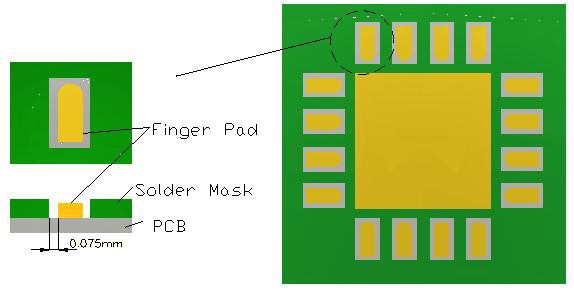 Finger Pad
Solder Mask
PCB
0.075mm